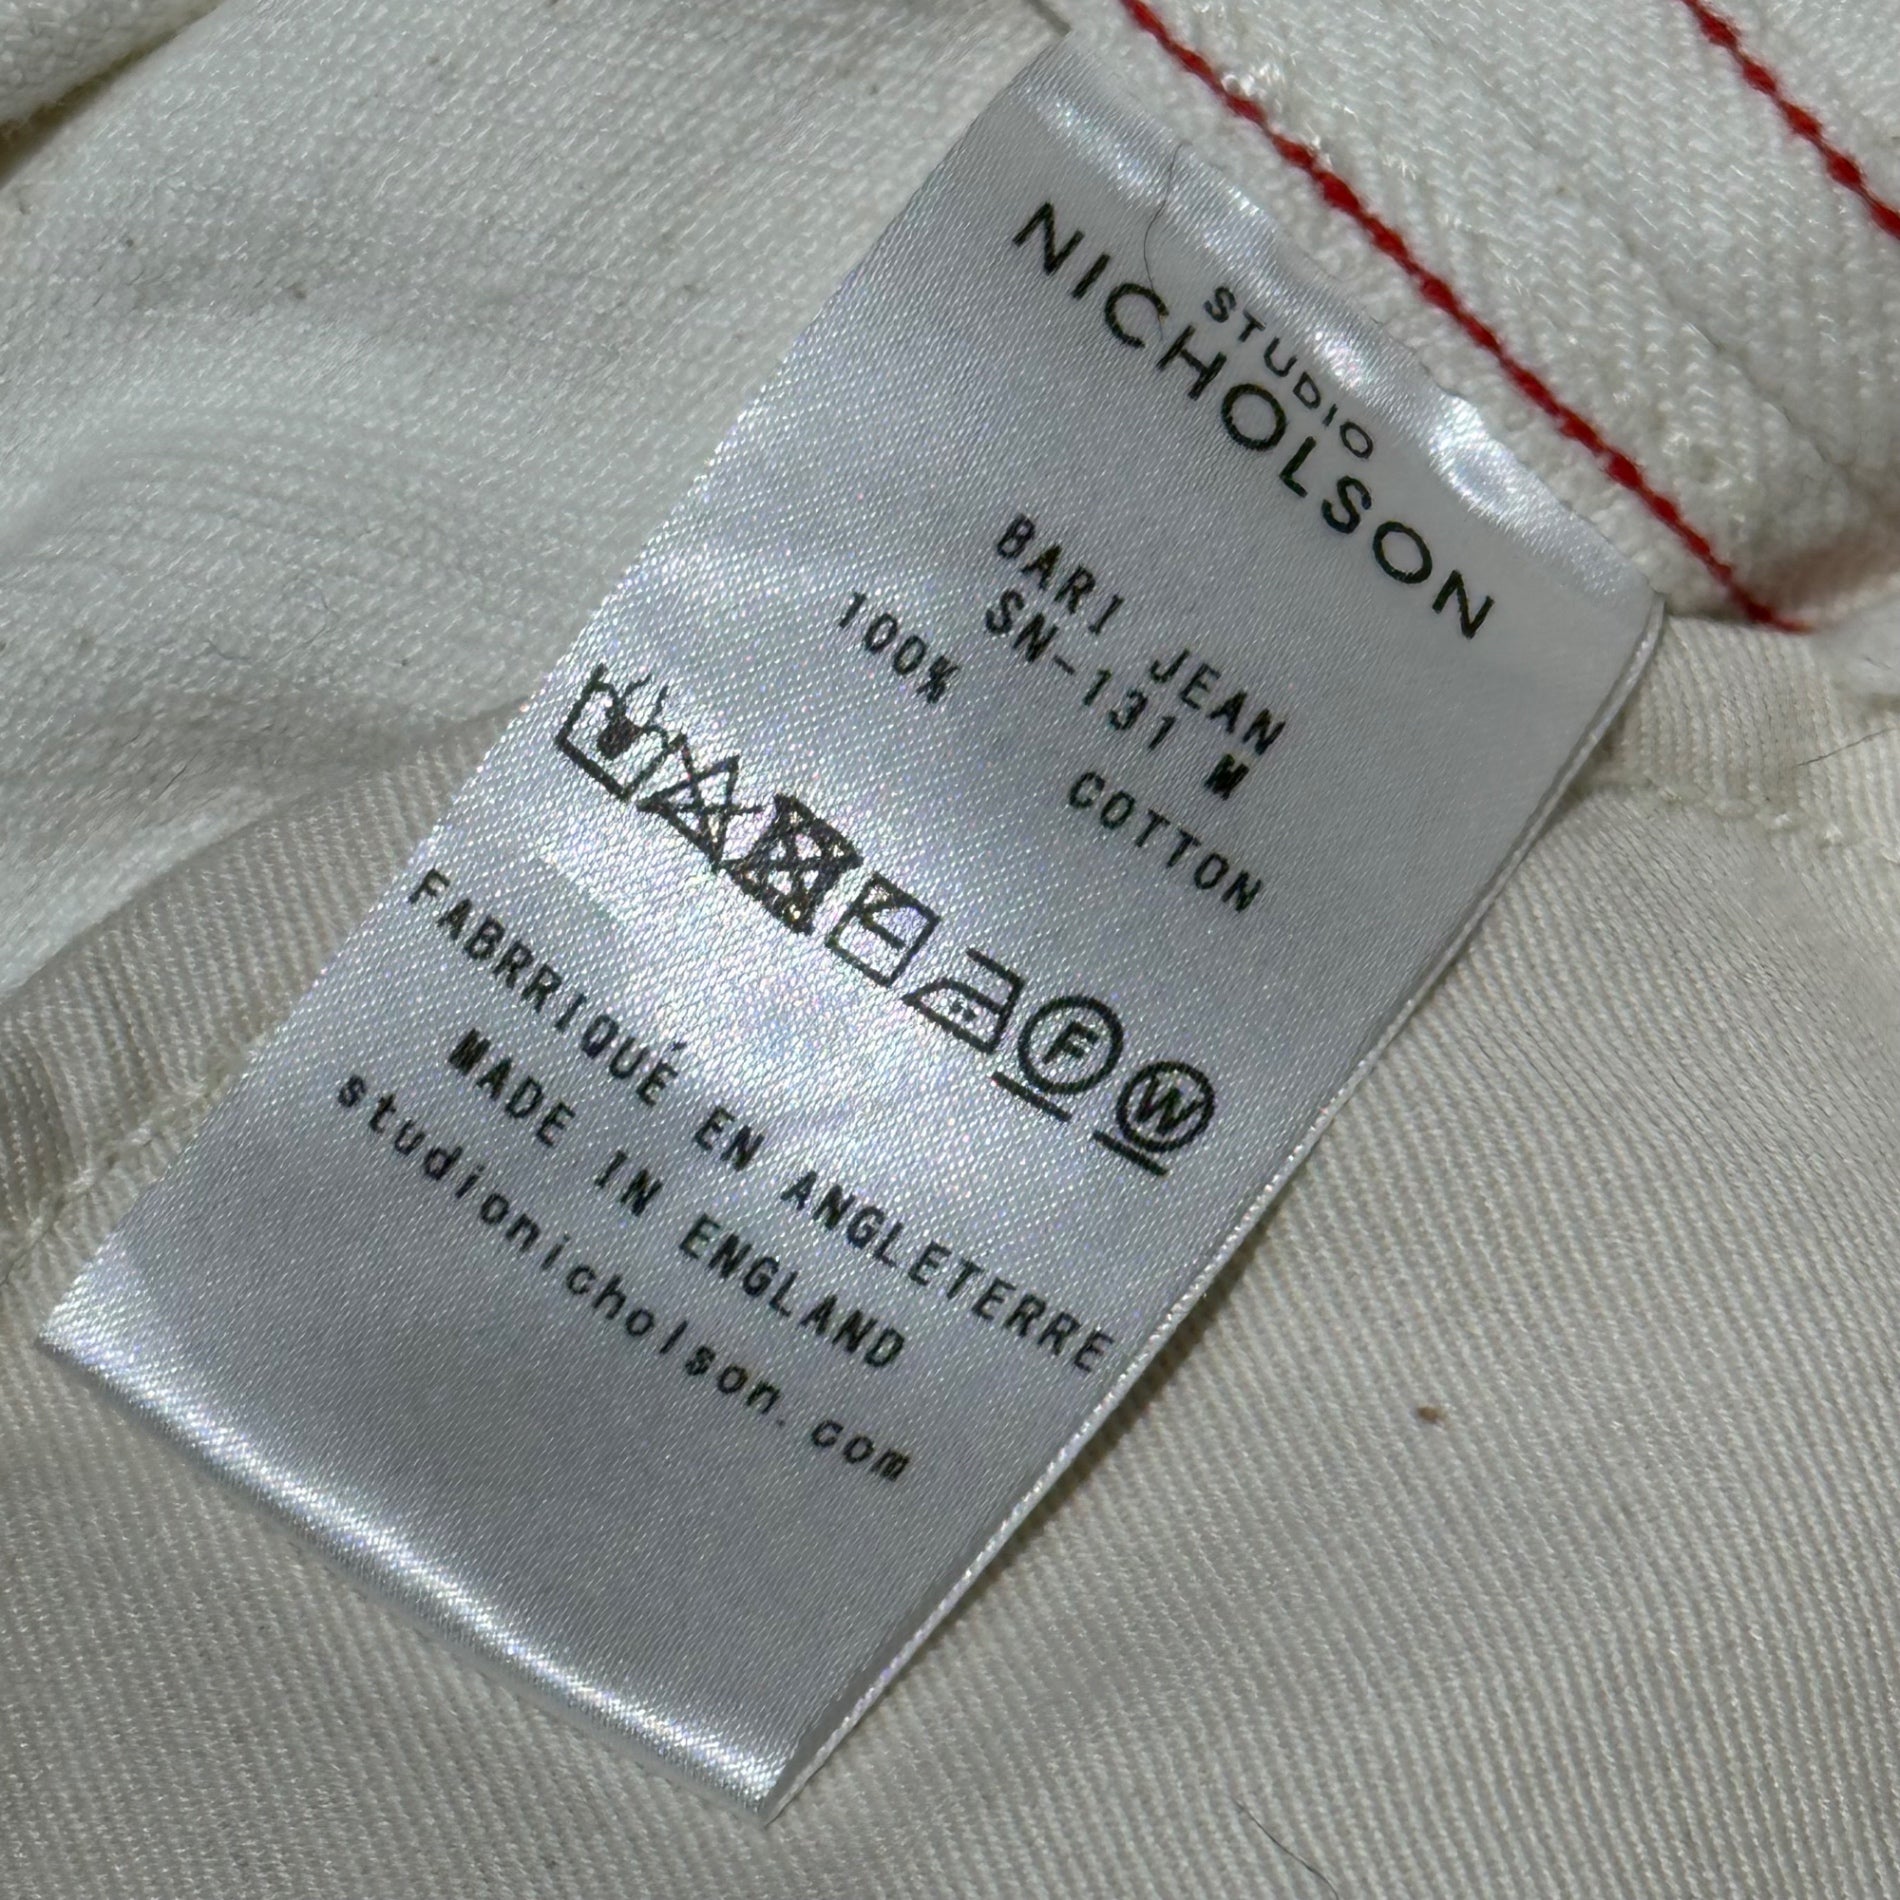 STUDIO
NICHOLSON
BARI JEAN
SN-131 M
100% COTTON
F W
FABRRIQUÉ EN ANGLETERRE
MADE IN ENGLAND
studionicholson.com